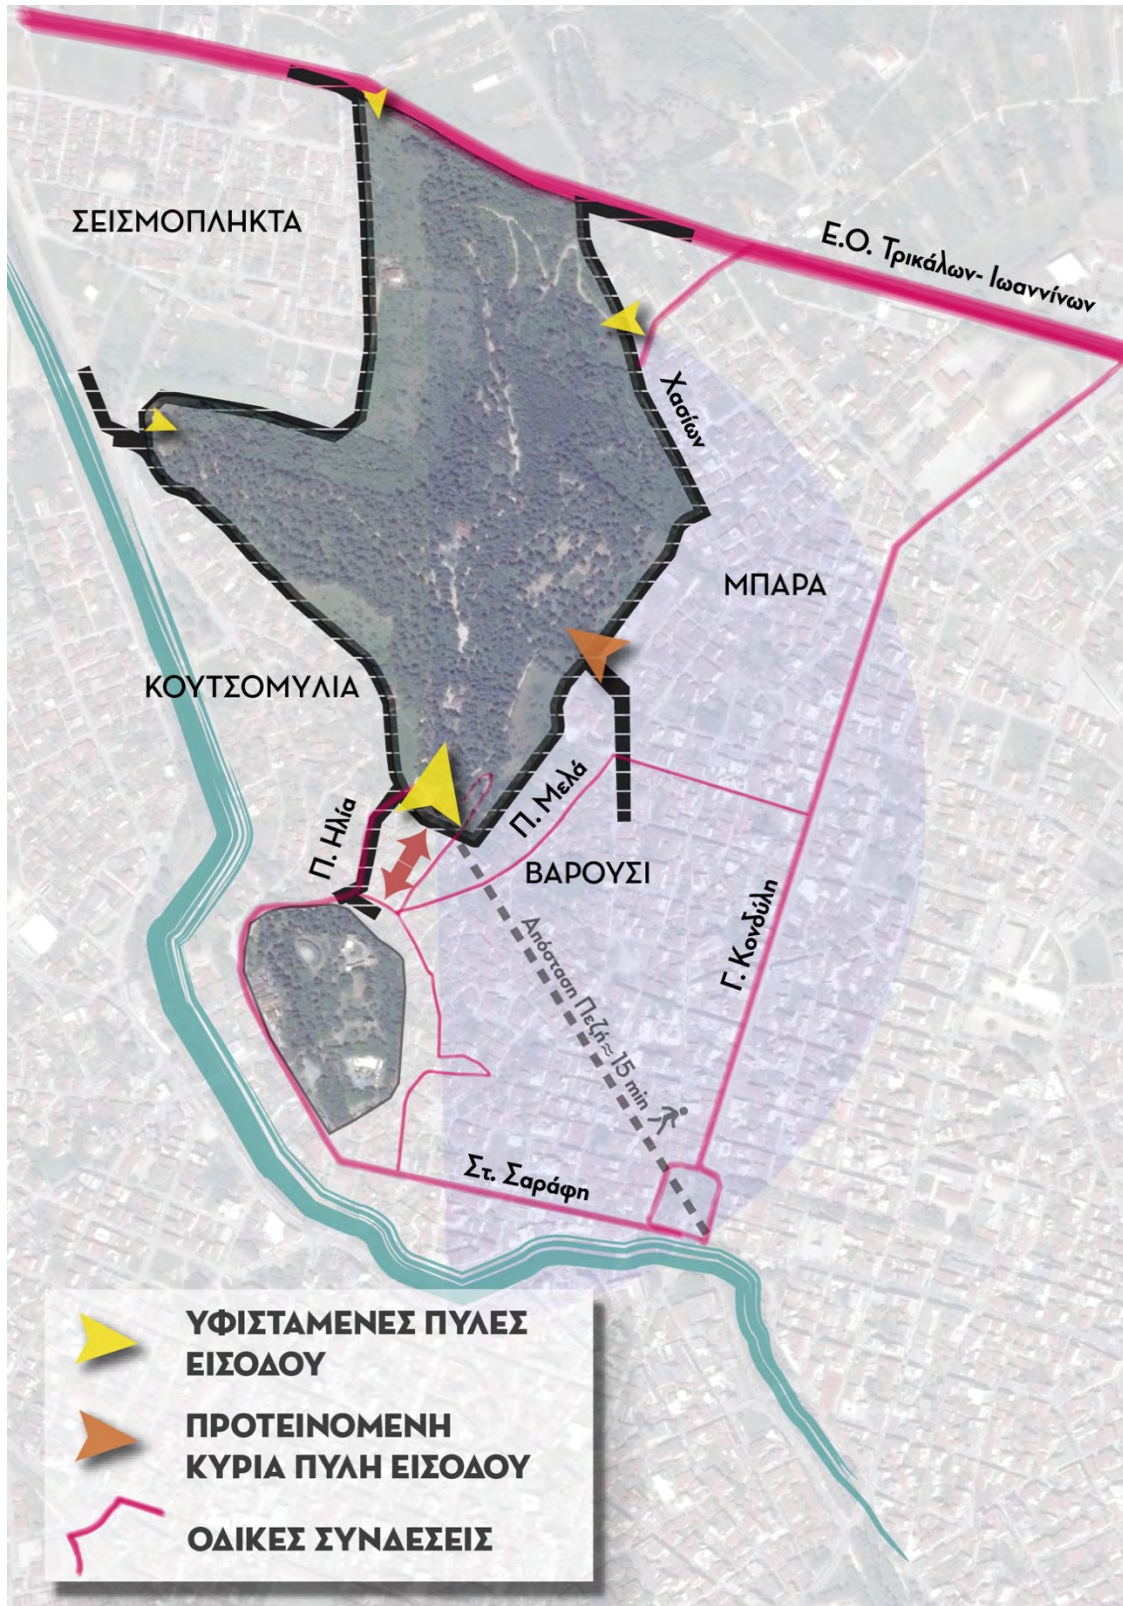 ΣΕΙΣΜΟΠΛΗΚΤΑ
Ε.Ο. Τρικάλων- Ιωαννίνων
Χασίων
ΜΠΑΡΑ
ΚΟΥΤΣΟΜΥΛΙΑ
Π. Ηλία
Π. Μελά
ΒΑΡΟΥΣΙ
Απόσταση Πεζή ≈ 15 min
Γ. Κονδύλη
Στ. Σαράφη
ΥΦΙΣΤΑΜΕΝΕΣ ΠΥΛΕΣ
ΕΙΣΟΔΟΥ
ΠΡΟΤΕΙΝΟΜΕΝΗ
ΚΥΡΙΑ ΠΥΛΗ ΕΙΣΟΔΟΥ
ΟΔΙΚΕΣ ΣΥΝΔΕΣΕΙΣ